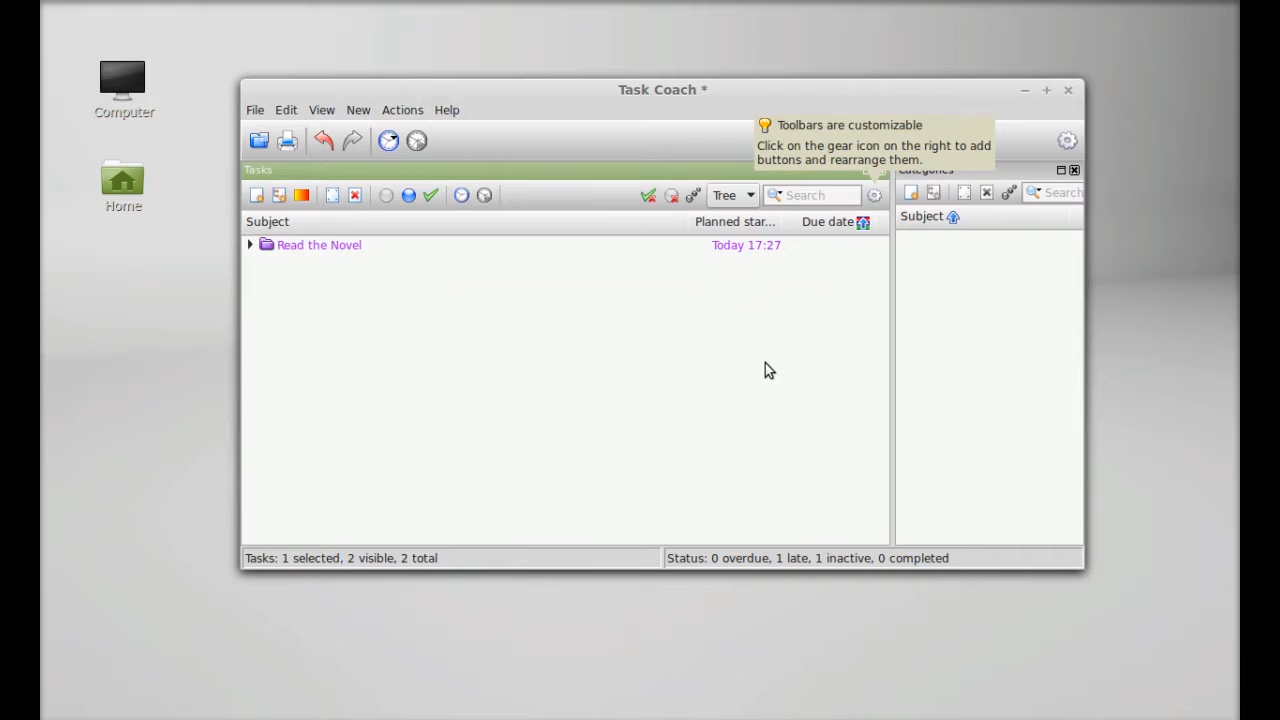 Computer
Home
Task Coach *
File Edit View New Actions Help
Toolbars are customizable
Click on the gear icon on the right to add
buttons and rearrange them.
Tasks
Categories
Tree
Search
Search
Subject Planned star... Due date
Subject
Read the Novel Today 17:27
Tasks: 1 selected, 2 visible, 2 total
Status: 0 overdue, 1 late, 1 inactive, 0 completed